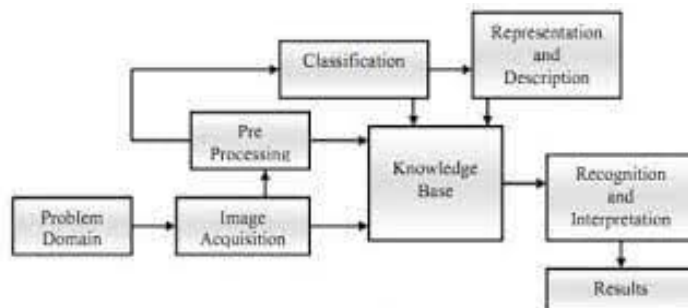 Classification
Representation
and
Description
Pre
Processing
Knowledge
Base
Recognition
and
Interpretation
Problem
Domain
Image
Acquisition
Results